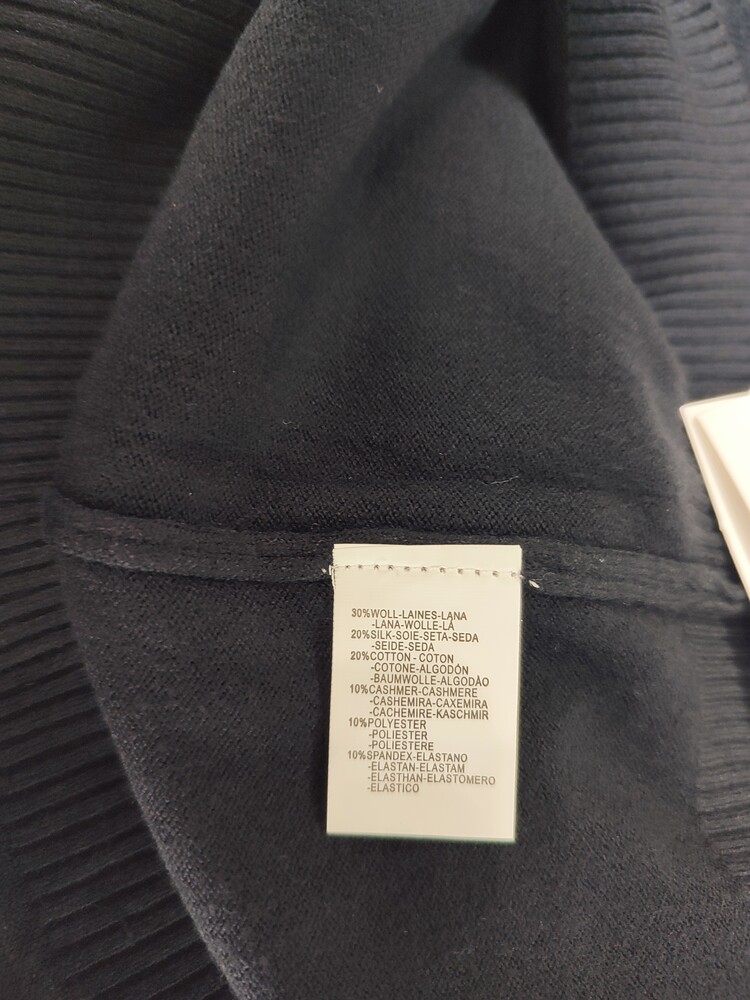 30%WOLL-LAINES-LANA
-LANA-WOLLE-LÃ
20%SILK-SOIE-SETA-SEDA
-SEIDE-SEDA
20%COTTON-COTON
-COTONE-ALGODÓN
-BAUMWOLLE-ALGODÃO
10%CASHMER-CASHMERE
-CASHEMIRA-CAXEMIRA
-CACHEMIRE-KASCHMIR
10%POLYESTER
-POLIESTER
-POLIESTERE
10%SPANDEX-ELASTANO
-ELASTAN-ELASTAM
-ELASTHAN-ELASTOMERO
-ELASTICO